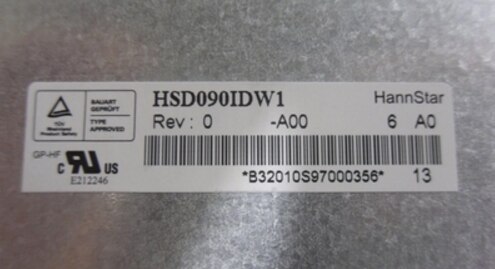 BAUART
GEPRÜFT
TYPE
APPROVED
TÜV
Rheinland
Product Safety
HSD090IDW1
HannStar
Rev: 0 -A00 6 A0
GP-HF
c RU US
E212246
*B32010S97000356* 13